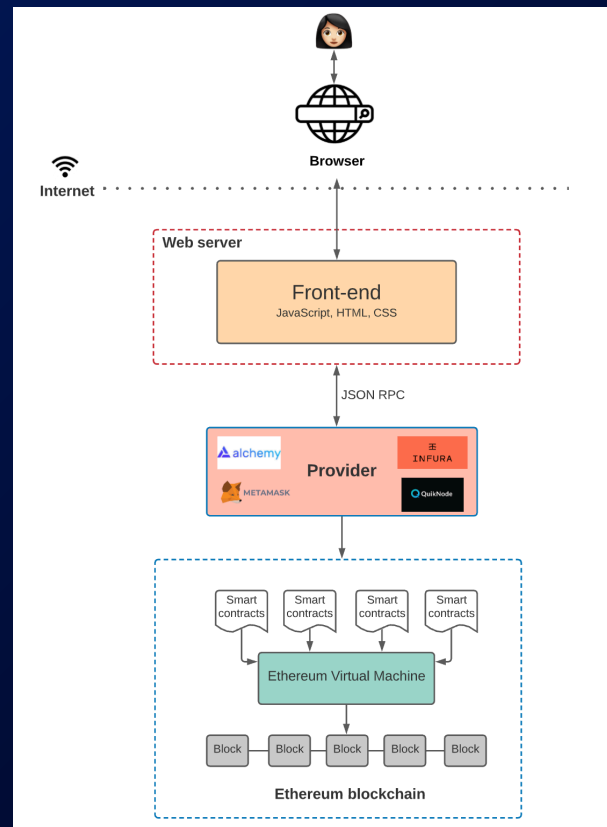 Browser
Internet
Web server
Front-end
JavaScript, HTML, CSS
JSON RPC
alchemy
INFURA
Provider
METAMASK
QuikNode
Smart
contracts
Smart
contracts
Smart
contracts
Smart
contracts
Ethereum Virtual Machine
Block
Block
Block
Block
Block
Ethereum blockchain